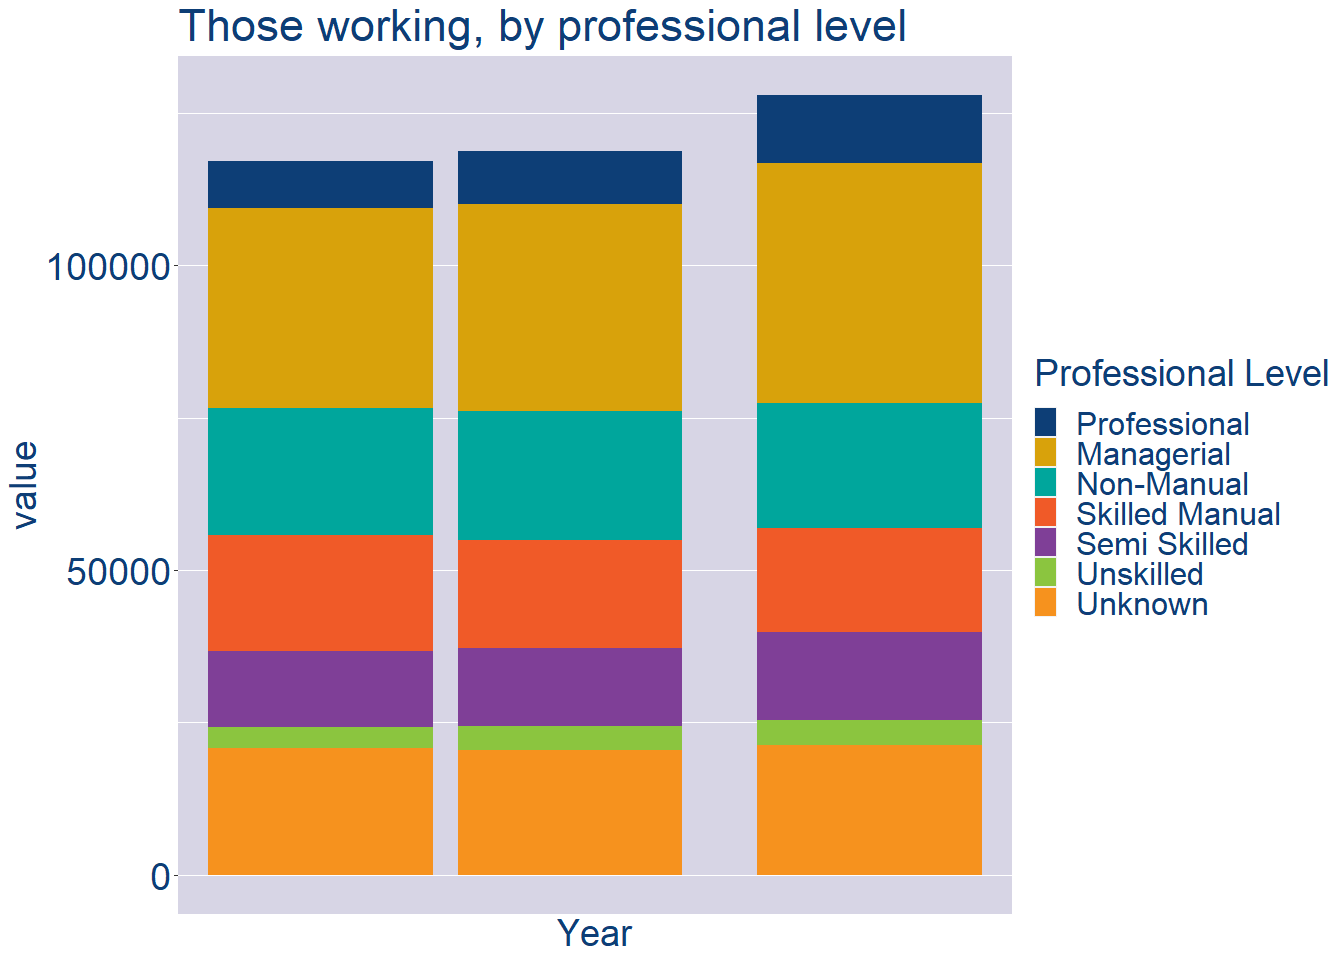 Those working, by professional level
value
100000
50000
0
Year
Professional Level
Professional
Managerial
Non-Manual
Skilled Manual
Semi Skilled
Unskilled
Unknown